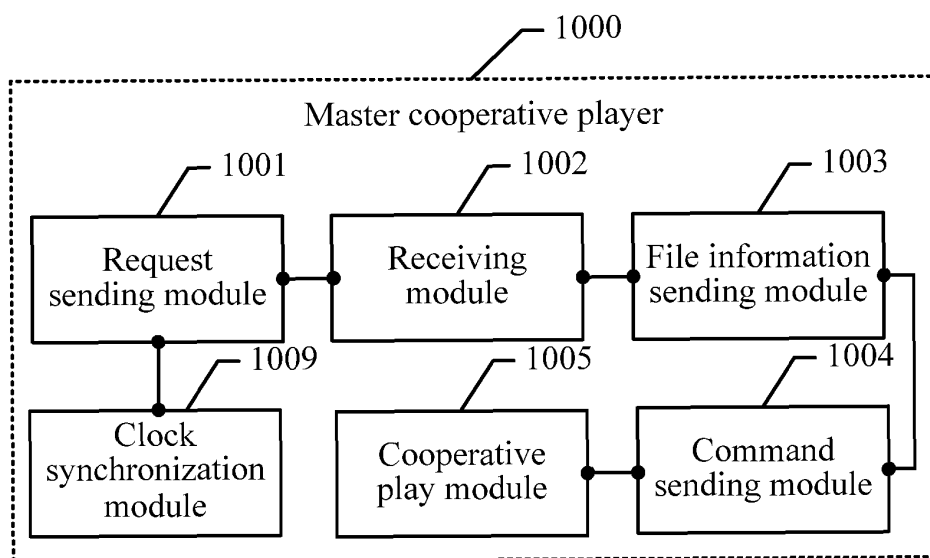 1000
Master cooperative player
1001
1002
1003
Request
sending module
Receiving
module
File information
sending module
1009
1005
1004
Clock
synchronization
module
Cooperative
play module
Command
sending module